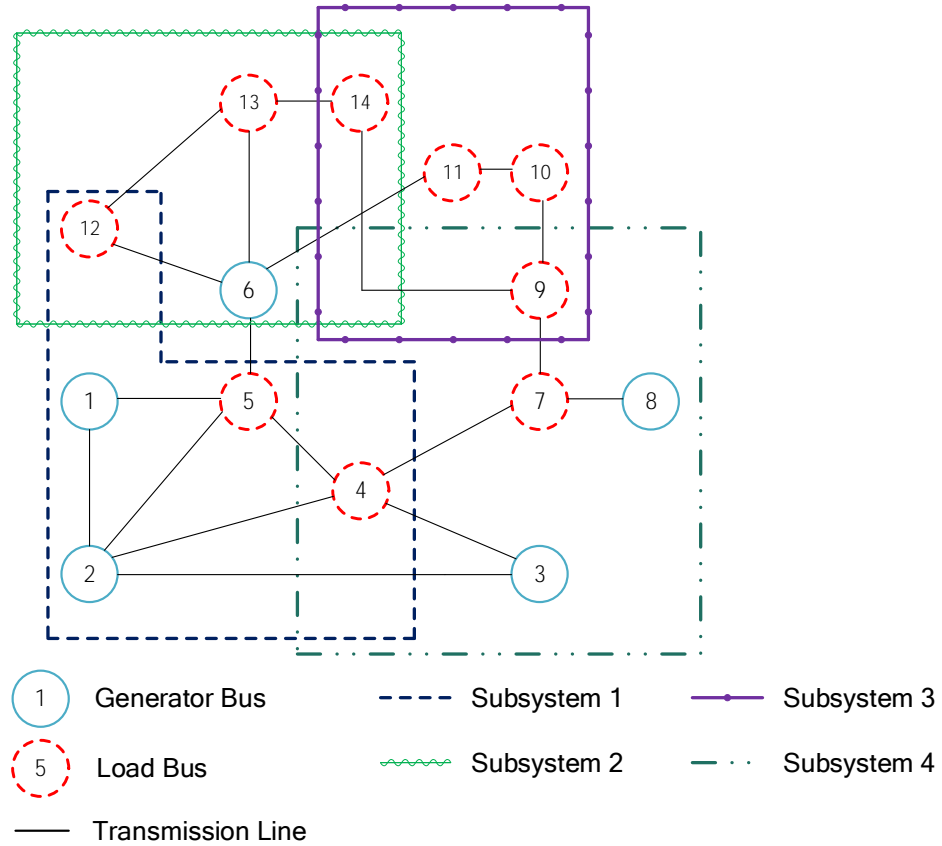 13
14
11
10
12
6
9
1
5
7
8
4
2
3
1 Generator Bus
Subsystem 1
Subsystem 3
5 Load Bus
Subsystem 2
Subsystem 4
Transmission Line